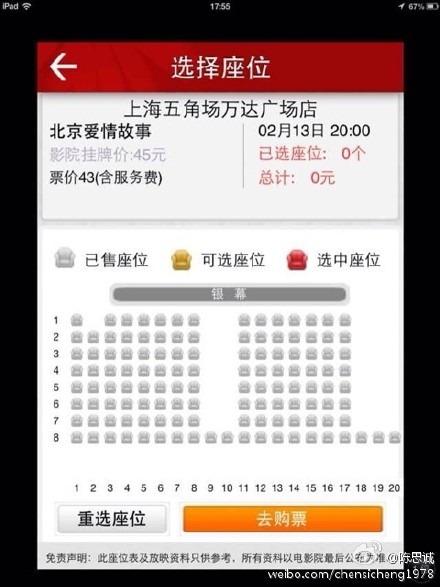 iPad 17:55 67%
选择座位
上海五角场万达广场店
北京爱情故事 02月13日 20:00
影院挂牌价:45元 已选座位: 0个
票价43(含服务费) 总计: 0元
已售座位 可选座位 选中座位
银 幕
1
2
3
4
5
6
7
8
1 2 3 4 5 6 7 8 9 10 11 12 13 14 15 16 17 18 19 20
重选座位 去购票
免责声明：此座位表及放映资料只供参考，所有资料以电影院最后公布为准
@陈思诚
weibo.com/chensicheng1978